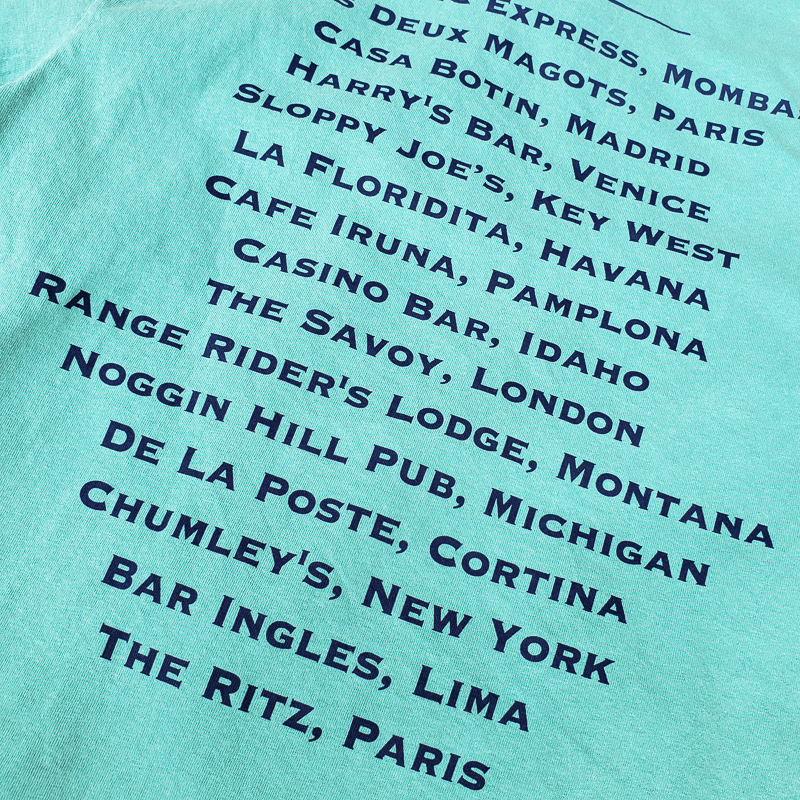 EXPRESS, MOMBA
DEUX MAGOTS, PARIS
CASA BOTIN, MADRID
HARRY'S BAR, VENICE
SLOPPY JOE'S, KEY WEST
LA FLORIDITA, HAVANA
CAFE IRUNA, PAMPLONA
CASINO BAR, IDAHO
THE SAVOY, LONDON
RANGE RIDER'S LODGE, MONTANA
NOGGIN HILL PUB, MICHIGAN
DE LA POSTE, CORTINA
CHUMLEY'S, NEW YORK
BAR INGLES, LIMA
THE RITZ, PARIS